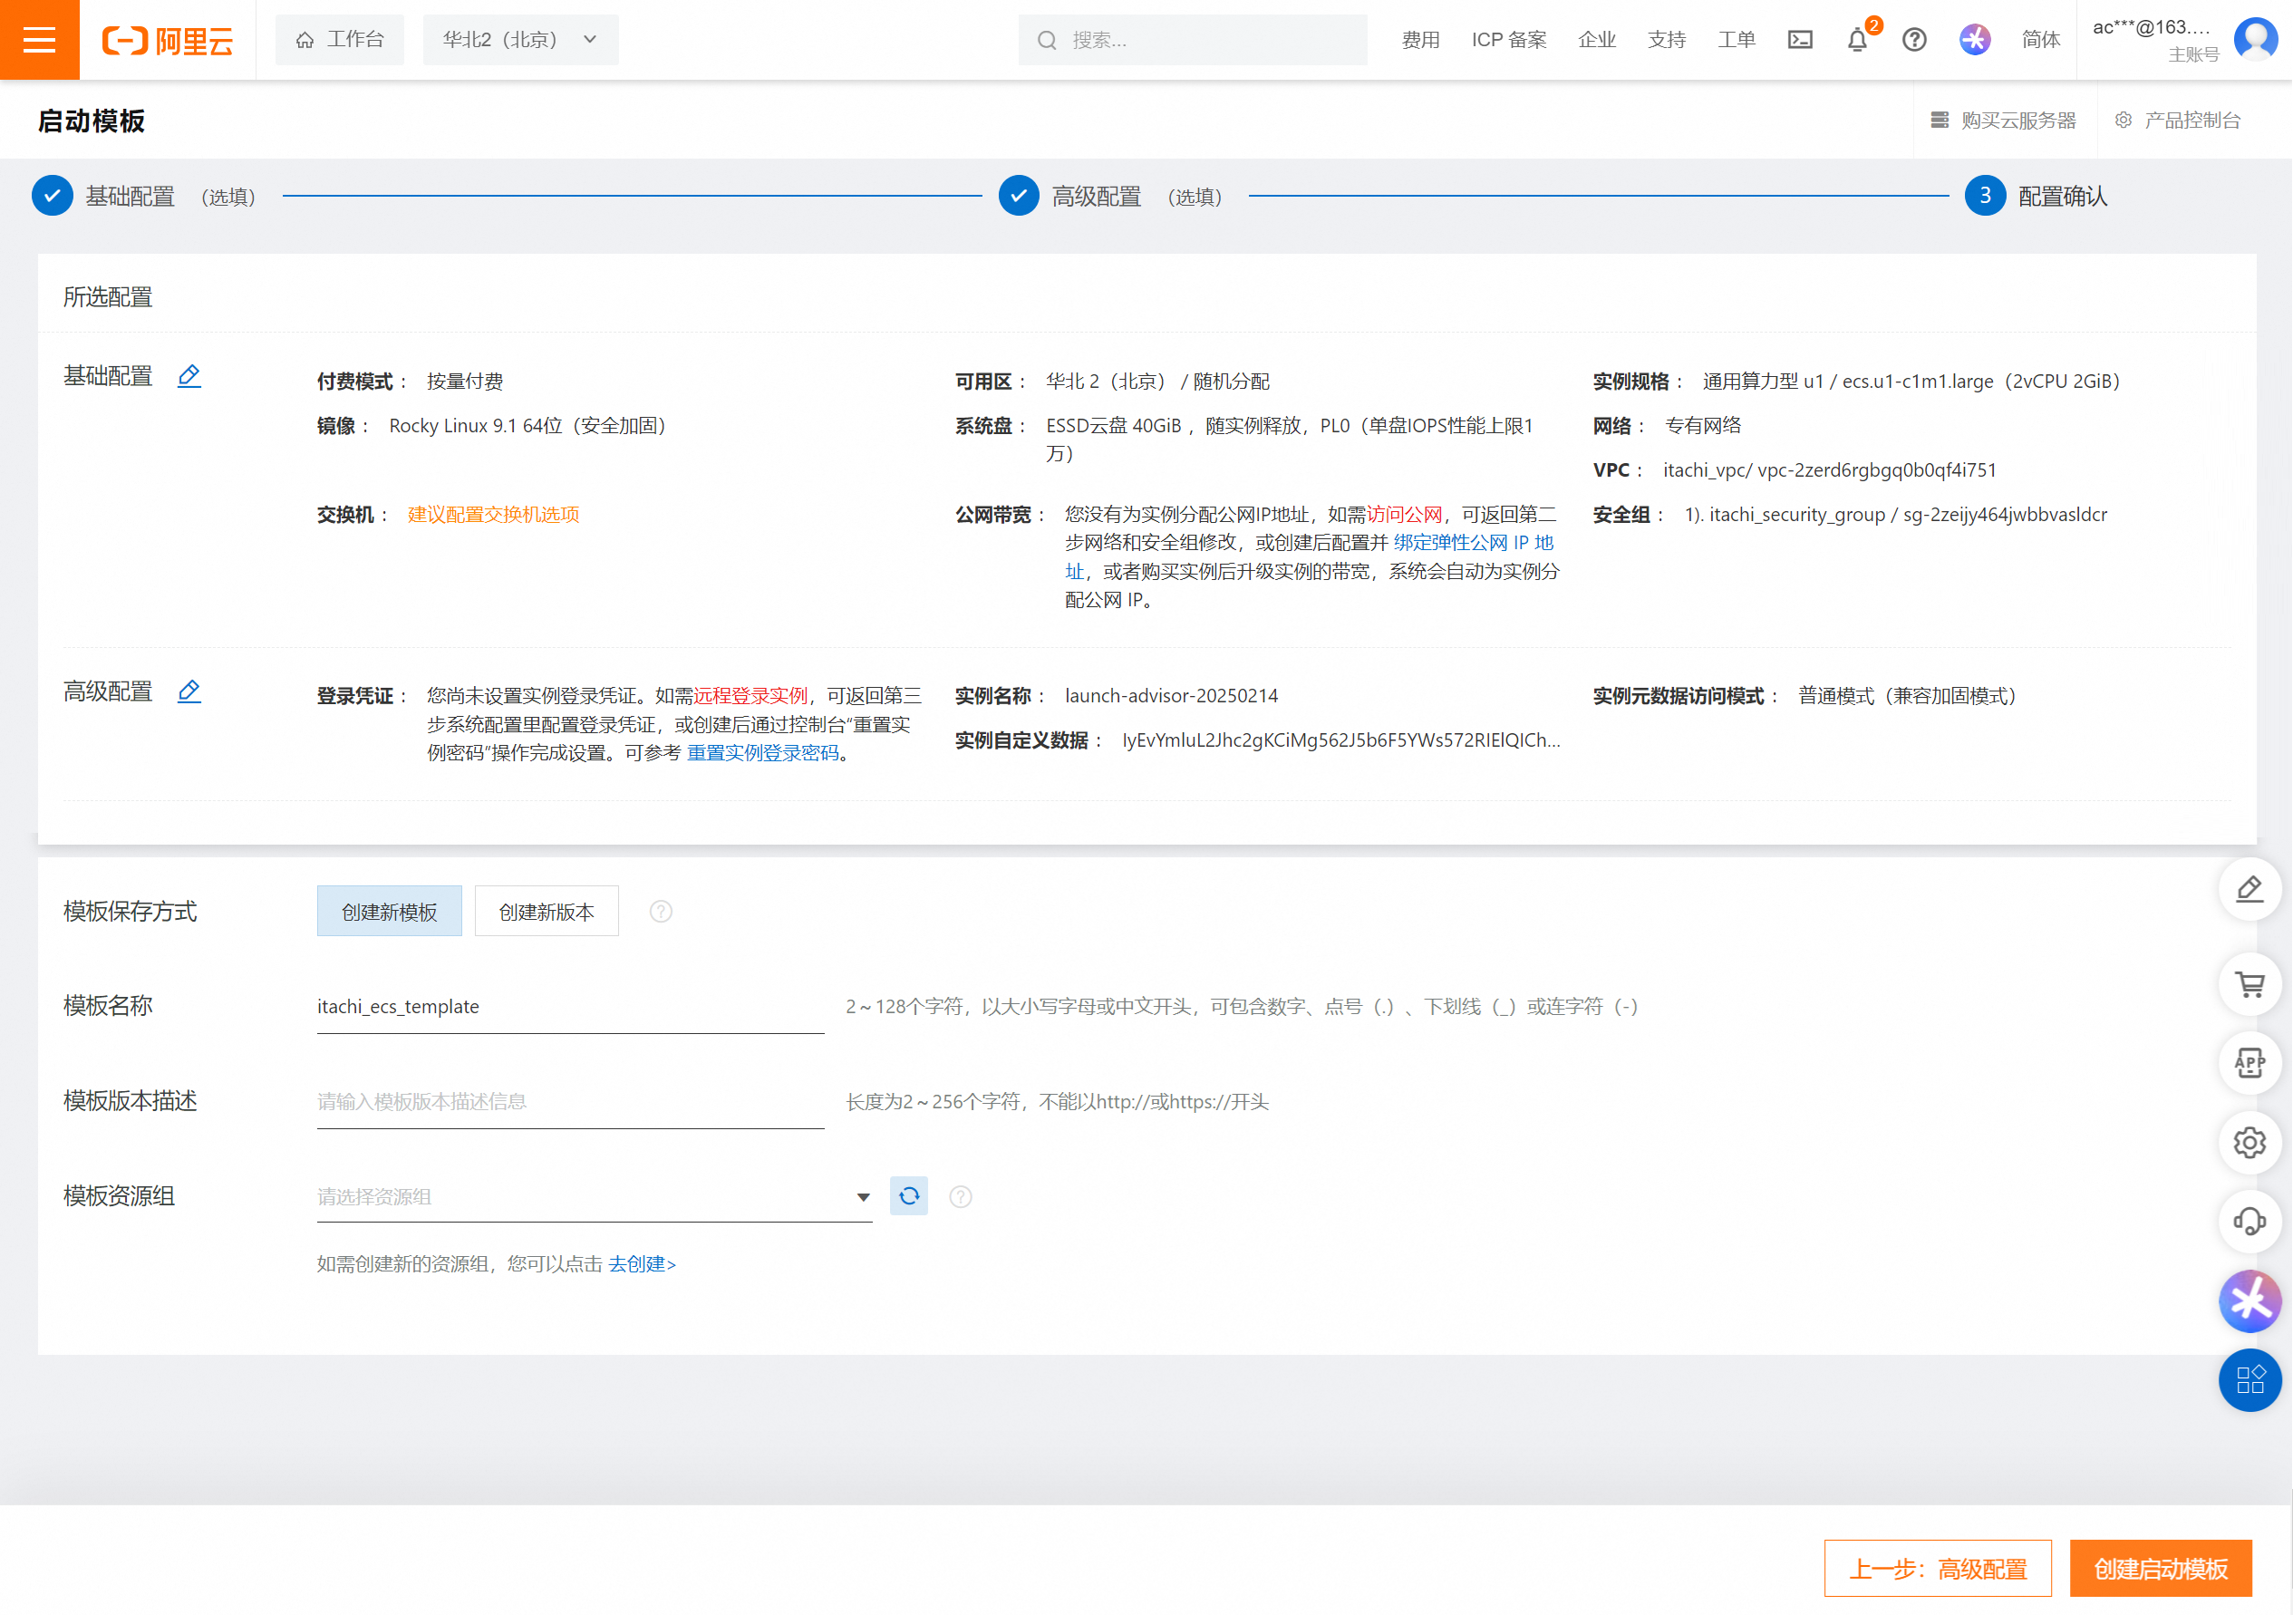 阿里云
工作台
华北2（北京）
搜索...
费用
ICP 备案
企业
支持
工单
2
简体
ac***@163....
主账号
启动模板
购买云服务器
产品控制台
基础配置 （选填）
高级配置 （选填）
3 配置确认
所选配置
基础配置
付费模式： 按量付费
可用区： 华北 2（北京） / 随机分配
实例规格： 通用算力型 u1 / ecs.u1-c1m1.large（2vCPU 2GiB）
镜像： Rocky Linux 9.1 64位（安全加固）
系统盘： ESSD云盘 40GiB ，随实例释放，PL0（单盘IOPS性能上限1
万）
网络： 专有网络
VPC： itachi_vpc/ vpc-2zerd6rgbgq0b0qf4i751
交换机： 建议配置交换机选项
公网带宽： 您没有为实例分配公网IP地址，如需访问公网，可返回第二
步网络和安全组修改，或创建后配置并 绑定弹性公网 IP 地
址，或者购买实例后升级实例的带宽，系统会自动为实例分
配公网 IP。
安全组： 1). itachi_security_group / sg-2zeijy464jwbbvasldcr
高级配置
登录凭证： 您尚未设置实例登录凭证。如需远程登录实例，可返回第三
步系统配置里配置登录凭证，或创建后通过控制台“重置实
例密码”操作完成设置。可参考 重置实例登录密码。
实例名称： launch-advisor-20250214
实例元数据访问模式： 普通模式（兼容加固模式）
实例自定义数据： IyEvYmluL2Jhc2gKCiMg562J5b6F5YWs572RIElQICh...
模板保存方式
创建新模板
创建新版本
模板名称
itachi_ecs_template
2～128个字符，以大小写字母或中文开头，可包含数字、点号（.）、下划线（_）或连字符（-）
模板版本描述
请输入模板版本描述信息
长度为2～256个字符，不能以http://或https://开头
模板资源组
请选择资源组
如需创建新的资源组，您可以点击 去创建>
APP
上一步：高级配置
创建启动模板